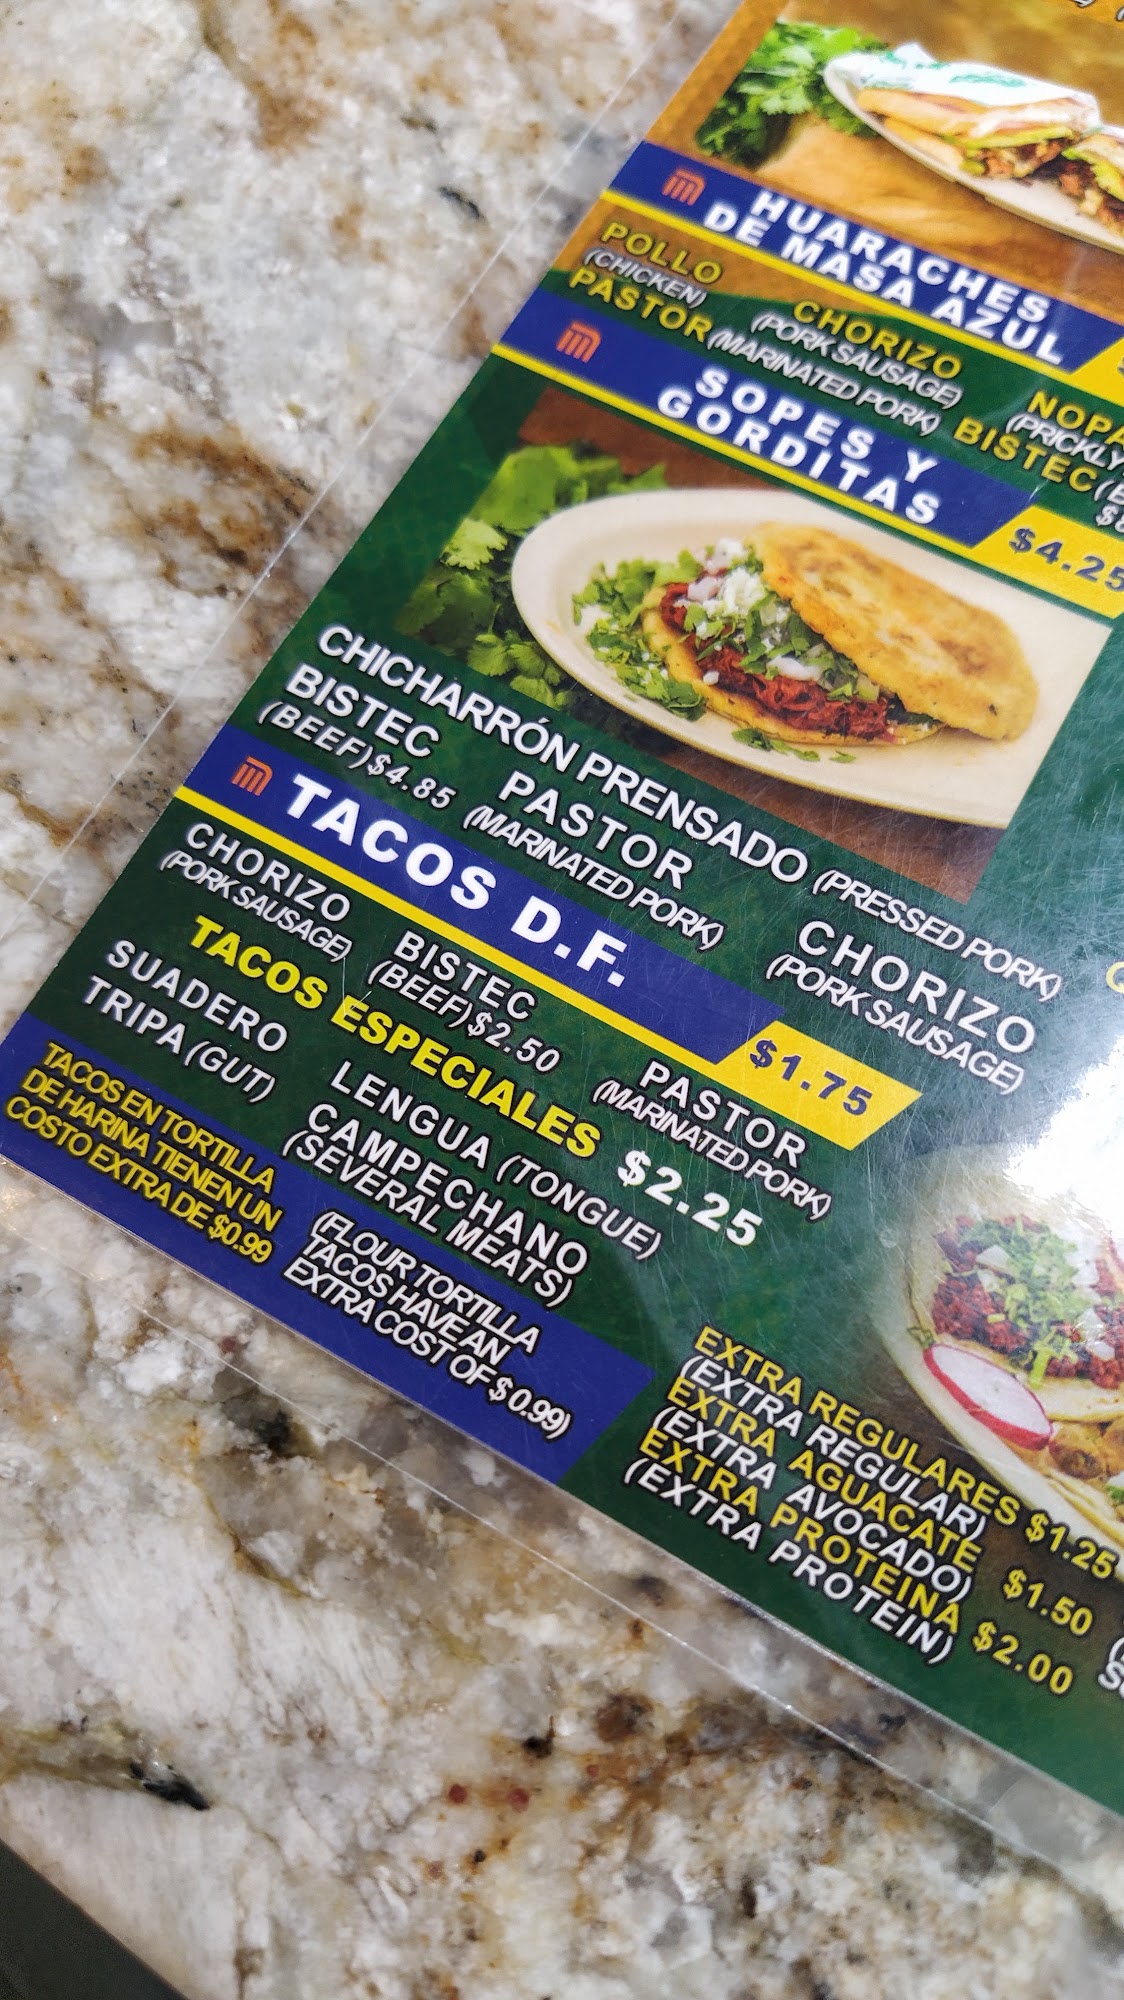 HUARACHES
DE MASA AZUL
POLLO
(CHICKEN)
CHORIZO
(PORK SAUSAGE)
PASTOR (MARINATED PORK)
BISTEC
SOPES Y
GORDITAS
$4.25
CHICHARRÓN PRENSADO (PRESSED PORK)
BISTEC
(BEEF) $4.85
PASTOR
(MARINATED PORK)
CHORIZO
(PORK SAUSAGE)
TACOS D.F.
$1.75
CHORIZO
(PORK SAUSAGE)
BISTEC
(BEEF) $2.50
PASTOR
(MARINATED PORK)
TACOS ESPECIALES $2.25
SUADERO
TRIPA (GUT)
LENGUA (TONGUE)
CAMPECHANO
(SEVERAL MEATS)
TACOS EN TORTILLA
DE HARINA TIENEN UN
COSTO EXTRA DE $0.99
(FLOUR TORTILLA
TACOS HAVE AN
EXTRA COST OF $0.99)
EXTRA REGULARES $1.25
(EXTRA REGULAR)
EXTRA AGUACATE $1.50
(EXTRA AVOCADO)
EXTRA PROTEINA $2.00
(EXTRA PROTEIN)